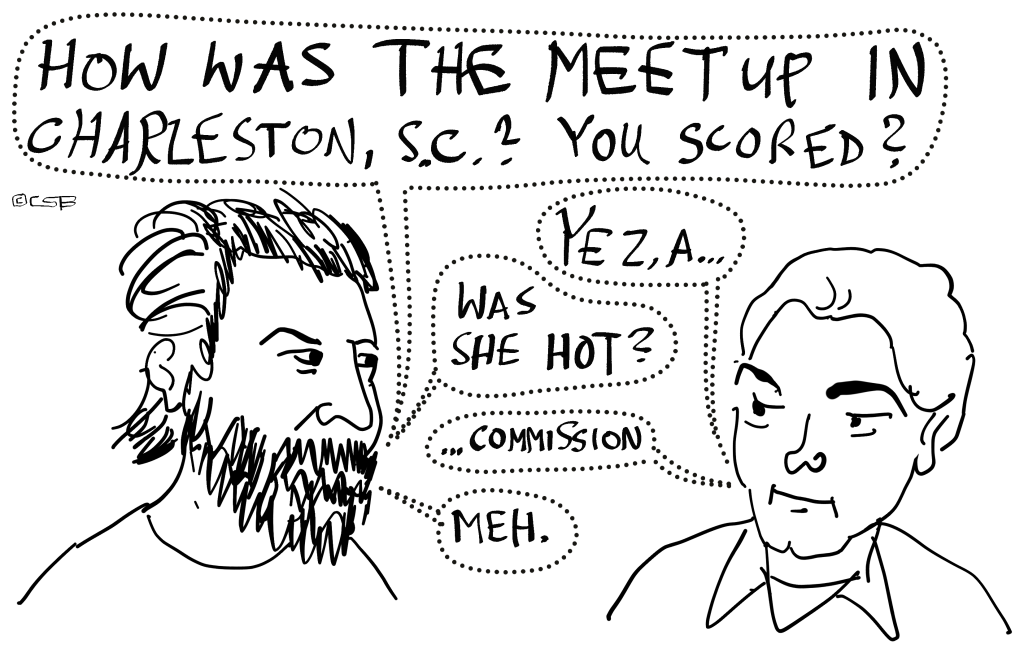 HOW WAS THE MEETUP IN
CHARLESTON, S.C.? YOU SCORED?
©CSB
YEZ, A...
WAS
SHE HOT?
...COMMISSION
MEH.